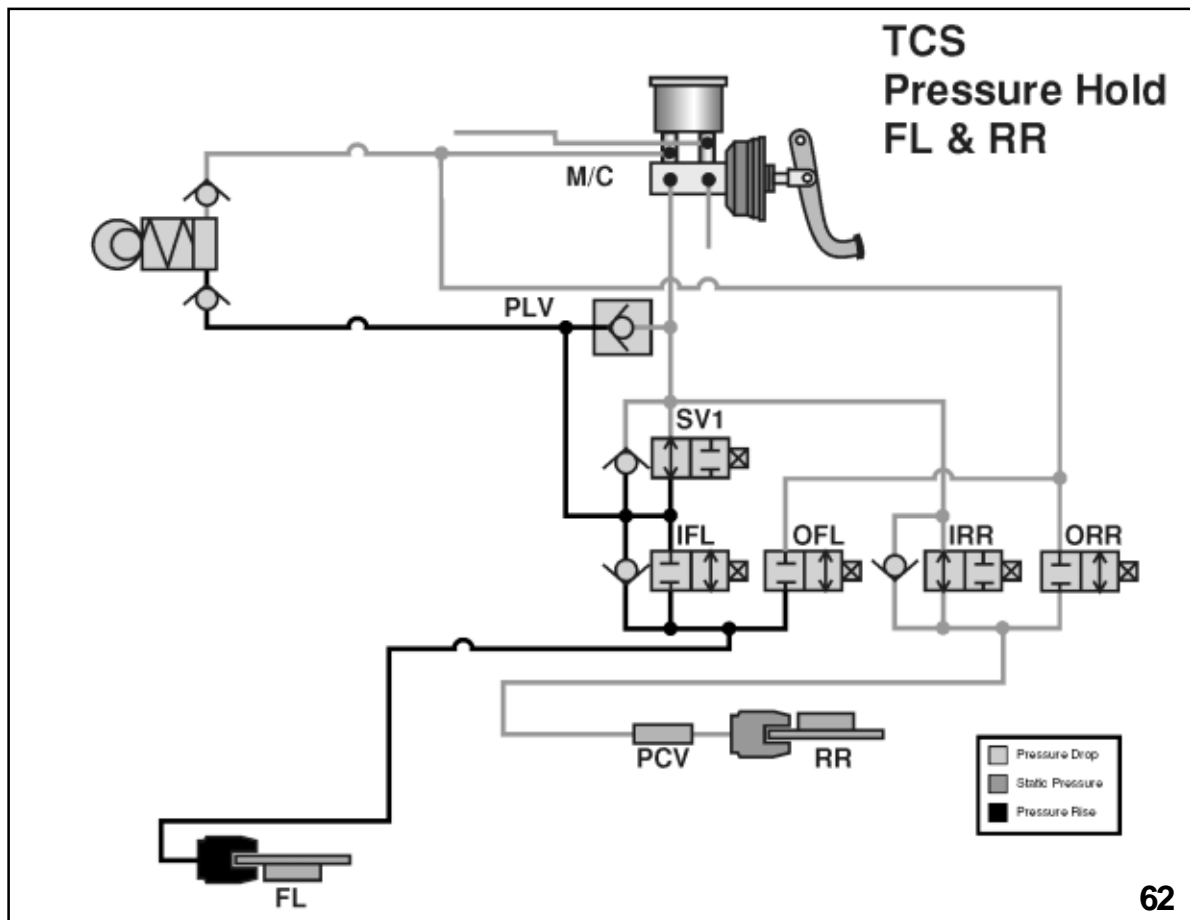 TCS
Pressure Hold
FL & RR
M/C
PLV
SV1
IFL
OFL
IRR
ORR
PCV
RR
Pressure Drop
Static Pressure
Pressure Rise
FL
62